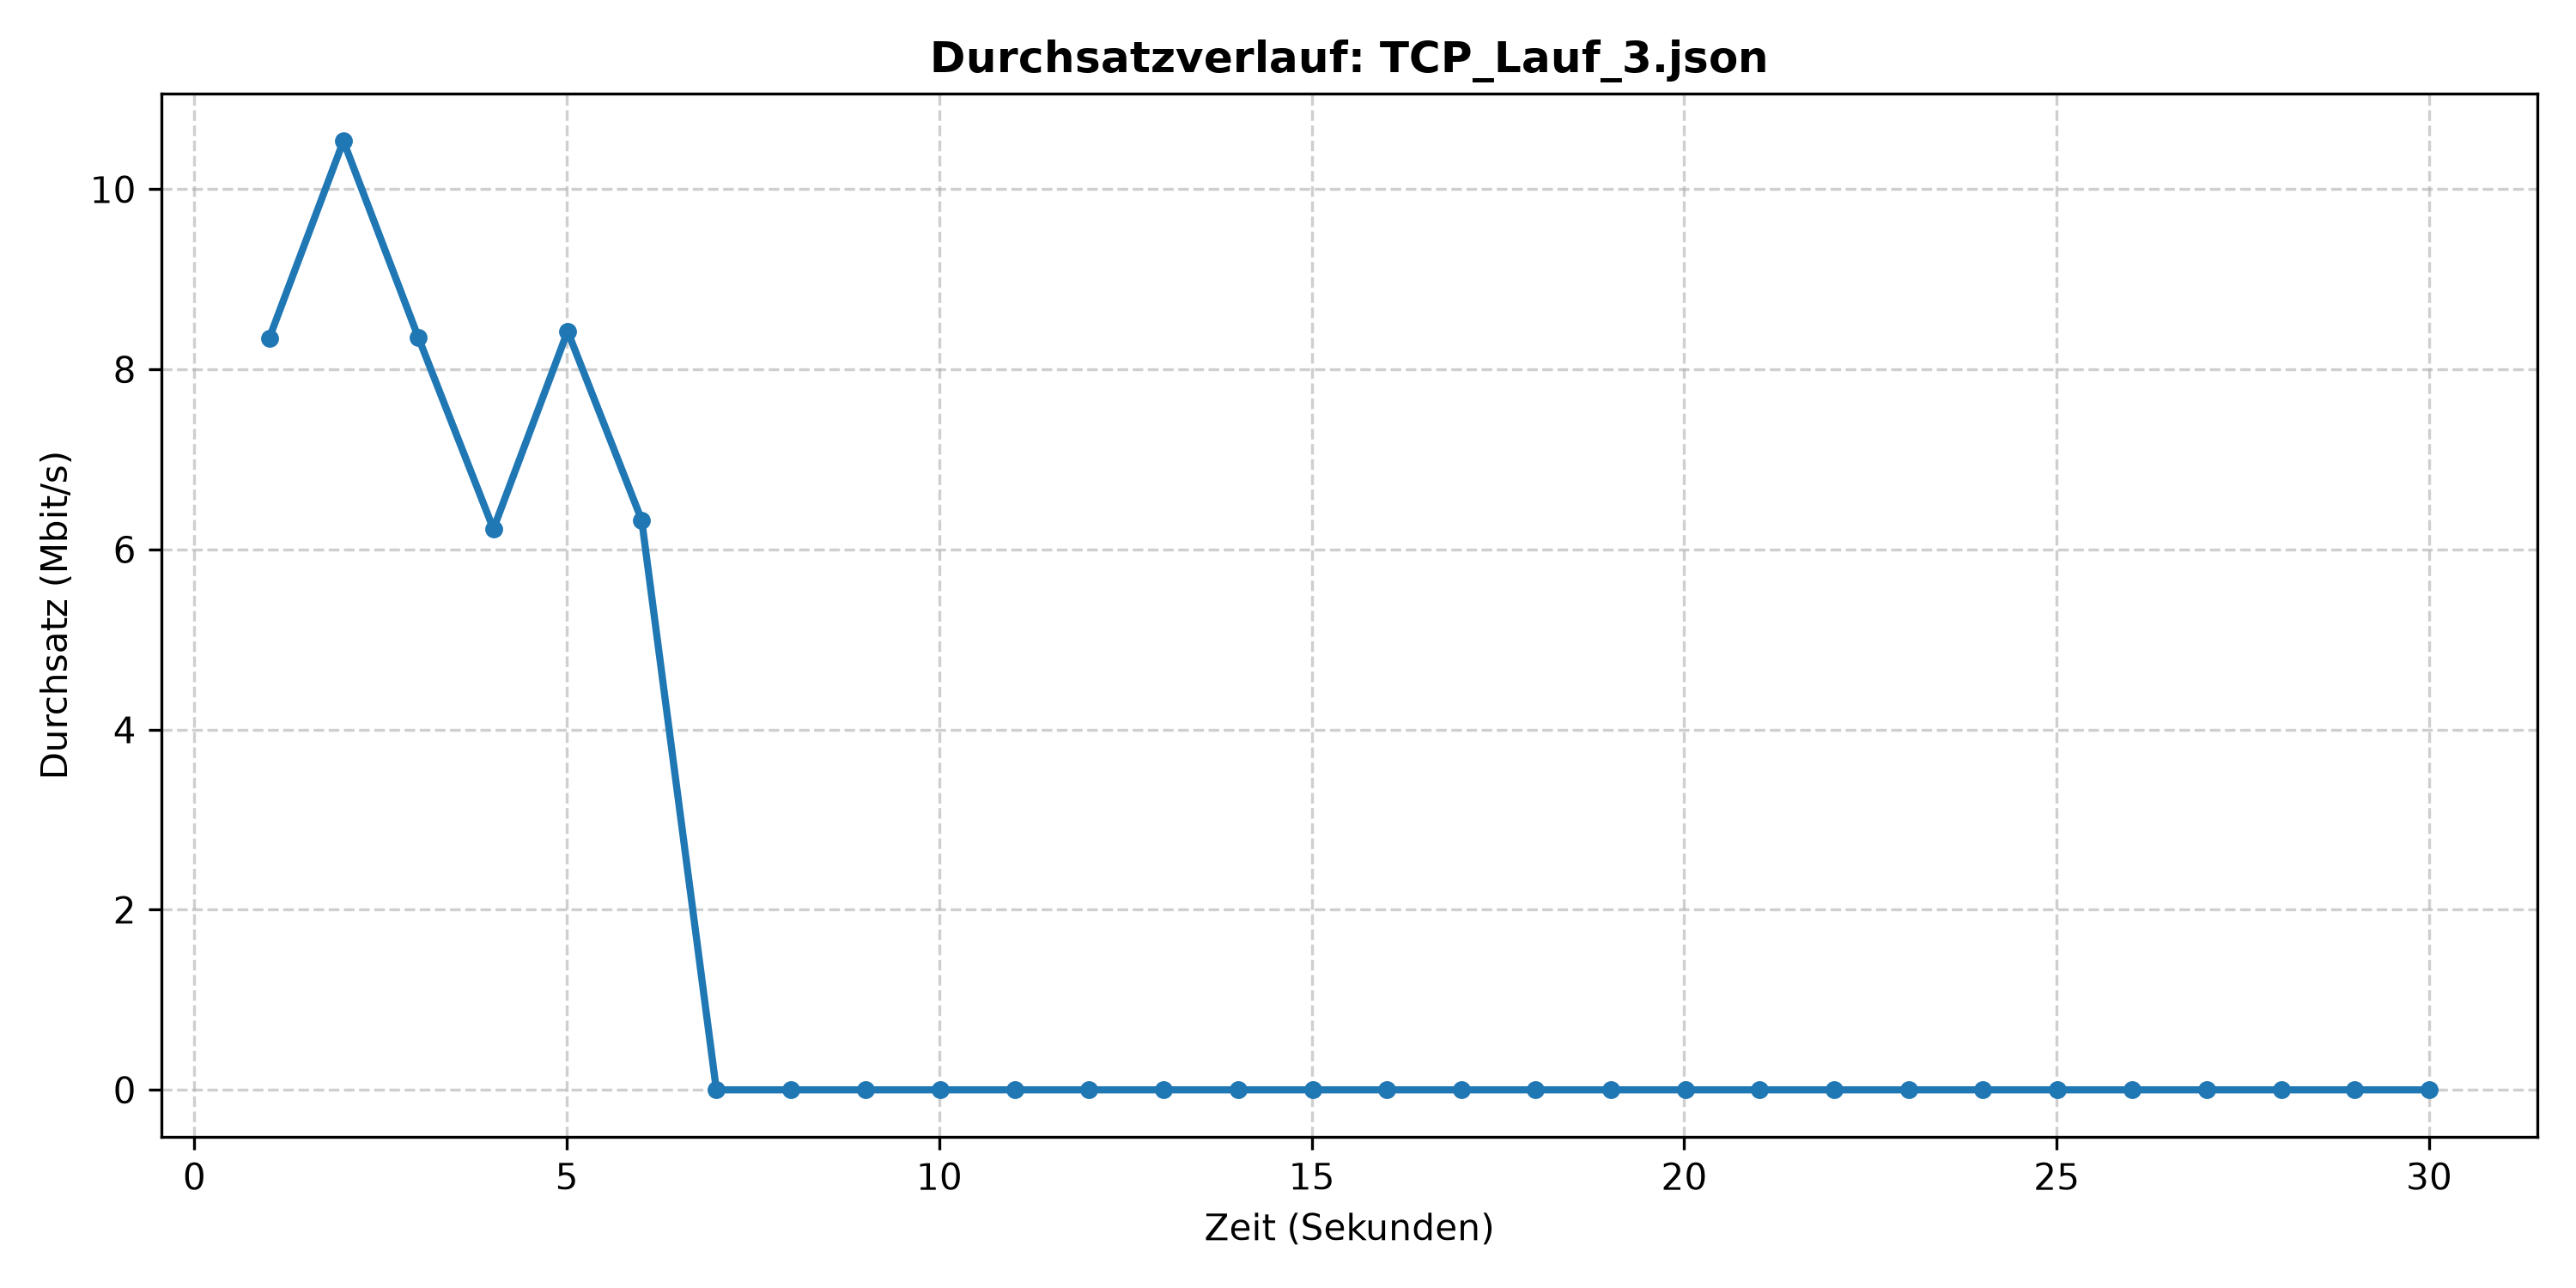 Durchsatzverlauf: TCP_Lauf_3.json
Durchsatz (Mbit/s)
10
8
6
4
2
0
0 5 10 15 20 25 30
Zeit (Sekunden)